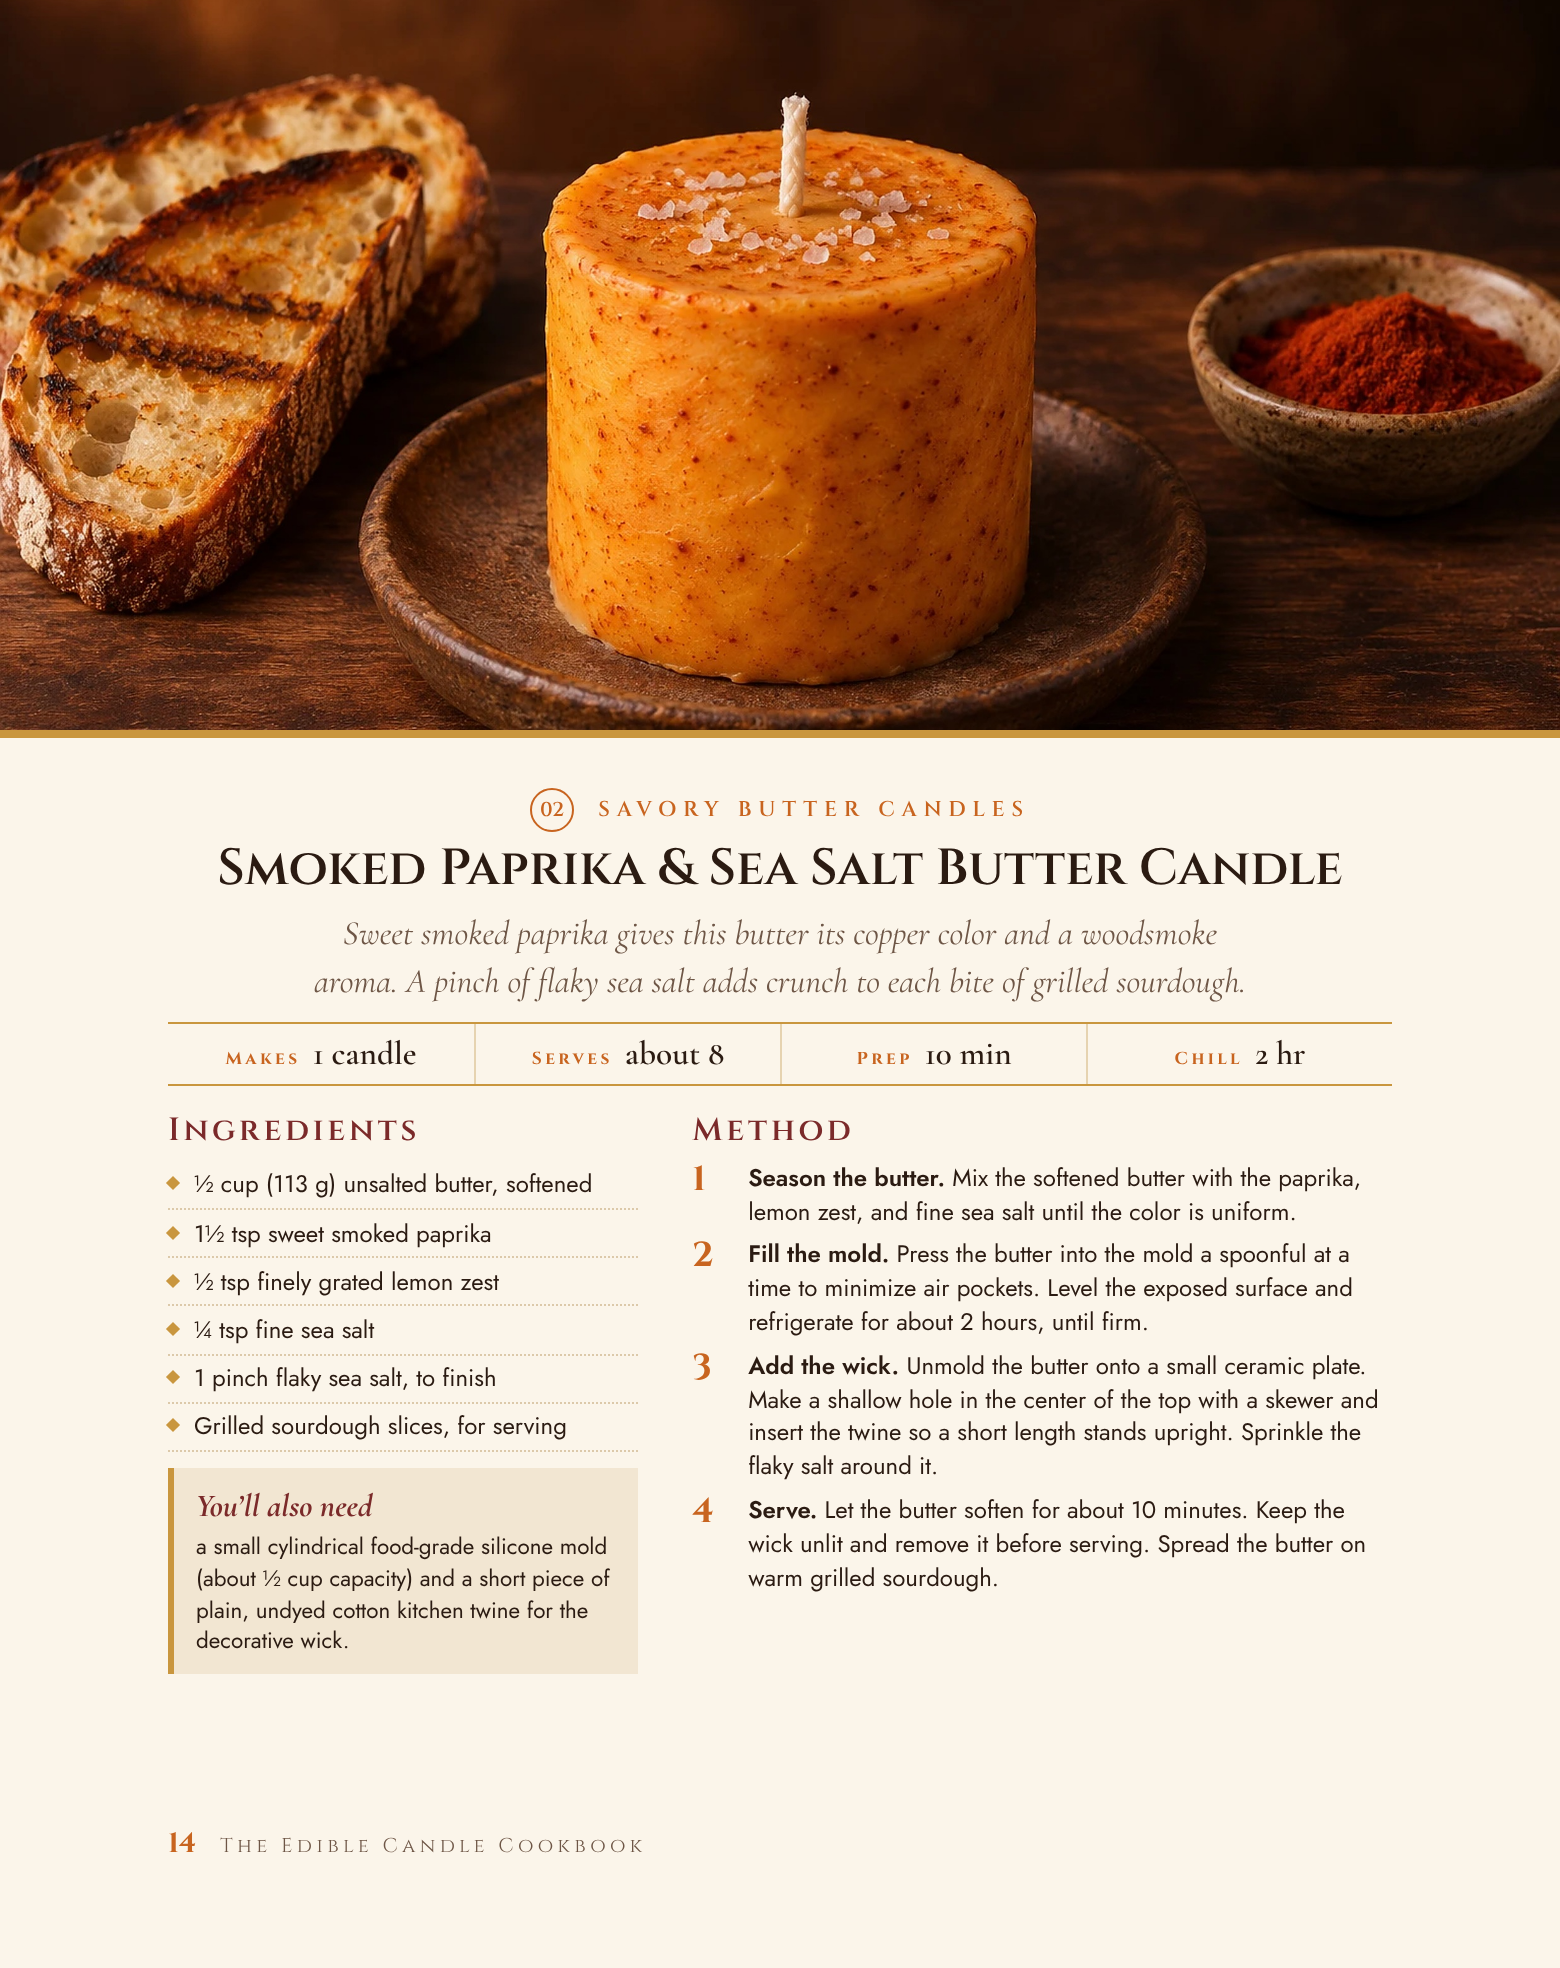 02 SAVORY BUTTER CANDLES
Smoked Paprika & Sea Salt Butter Candle
Sweet smoked paprika gives this butter its copper color and a woodsmoke
aroma. A pinch of flaky sea salt adds crunch to each bite of grilled sourdough.
Makes 1 candle
Serves about 8
Prep 10 min
Chill 2 hr
Ingredients
½ cup (113 g) unsalted butter, softened
1½ tsp sweet smoked paprika
½ tsp finely grated lemon zest
¼ tsp fine sea salt
1 pinch flaky sea salt, to finish
Grilled sourdough slices, for serving
You’ll also need
a small cylindrical food-grade silicone mold
(about ½ cup capacity) and a short piece of
plain, undyed cotton kitchen twine for the
decorative wick.
Method
1 Season the butter. Mix the softened butter with the paprika,
lemon zest, and fine sea salt until the color is uniform.
2 Fill the mold. Press the butter into the mold a spoonful at a
time to minimize air pockets. Level the exposed surface and
refrigerate for about 2 hours, until firm.
3 Add the wick. Unmold the butter onto a small ceramic plate.
Make a shallow hole in the center of the top with a skewer and
insert the twine so a short length stands upright. Sprinkle the
flaky salt around it.
4 Serve. Let the butter soften for about 10 minutes. Keep the
wick unlit and remove it before serving. Spread the butter on
warm grilled sourdough.
14 The Edible Candle Cookbook